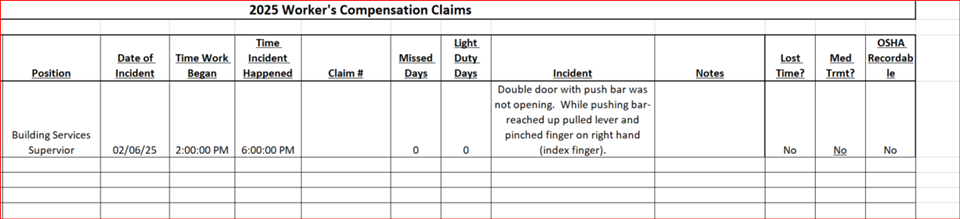 2025 Worker's Compensation Claims
Time Light OSHA
Date of Time Work Incident Missed Duty Lost Med Recordab
Position Incident Began Happened Claim # Days Days Incident Notes Time? Trmt? le
Double door with push bar was
not opening. While pushing bar-
reached up pulled lever and
Building Services pinched finger on right hand
Supervior 02/06/25 2:00:00 PM 6:00:00 PM 0 0 (index finger). No No No